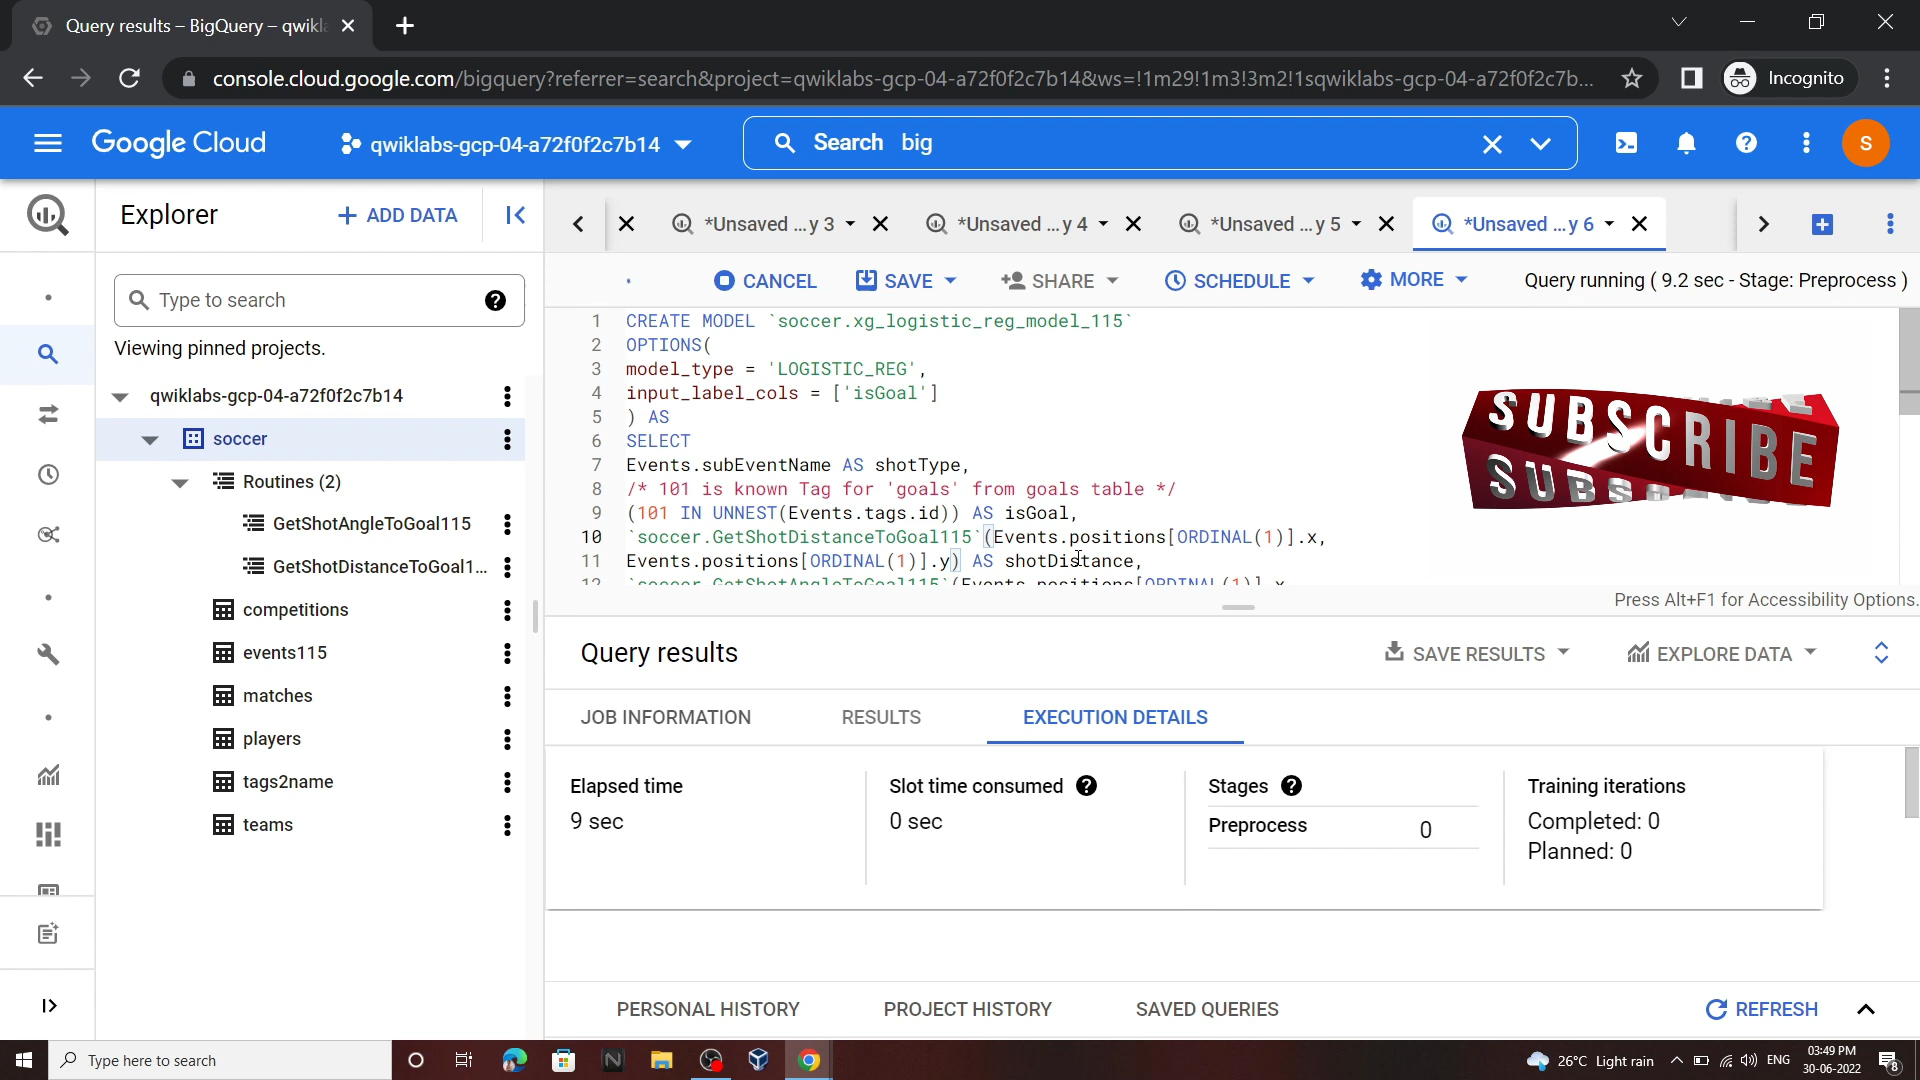 Query results – BigQuery – qwikl
console.cloud.google.com/bigquery?referrer=search&project=qwiklabs-gcp-04-a72f0f2c7b14&ws=!1m29!1m3!3m2!1sqwiklabs-gcp-04-a72f0f2c7b...
Incognito
Google Cloud
qwiklabs-gcp-04-a72f0f2c7b14
Search big
S
Explorer
+ ADD DATA
*Unsaved ...y 3
*Unsaved ...y 4
*Unsaved ...y 5
*Unsaved ...y 6
CANCEL
SAVE
SHARE
SCHEDULE
MORE
Query running ( 9.2 sec - Stage: Preprocess )
Type to search
Viewing pinned projects.
qwiklabs-gcp-04-a72f0f2c7b14
soccer
Routines (2)
GetShotAngleToGoal115
GetShotDistanceToGoal1...
competitions
events115
matches
players
tags2name
teams
1 CREATE MODEL `soccer.xg_logistic_reg_model_115`
2 OPTIONS(
3 model_type = 'LOGISTIC_REG',
4 input_label_cols = ['isGoal']
5 ) AS
6 SELECT
7 Events.subEventName AS shotType,
8 /* 101 is known Tag for 'goals' from goals table */
9 (101 IN UNNEST(Events.tags.id)) AS isGoal,
10 `soccer.GetShotDistanceToGoal115`(Events.positions[ORDINAL(1)].x,
11 Events.positions[ORDINAL(1)].y) AS shotDistance,
12 `soccer.GetShotAngleToGoal115`(Events.positions[ORDINAL(1)].x
SUBSCRIBE
Press Alt+F1 for Accessibility Options.
Query results
SAVE RESULTS
EXPLORE DATA
JOB INFORMATION
RESULTS
EXECUTION DETAILS
Elapsed time
9 sec
Slot time consumed
0 sec
Stages
Preprocess 0
Training iterations
Completed: 0
Planned: 0
PERSONAL HISTORY
PROJECT HISTORY
SAVED QUERIES
REFRESH
Type here to search
26°C Light rain
ENG
03:49 PM
30-06-2022
8